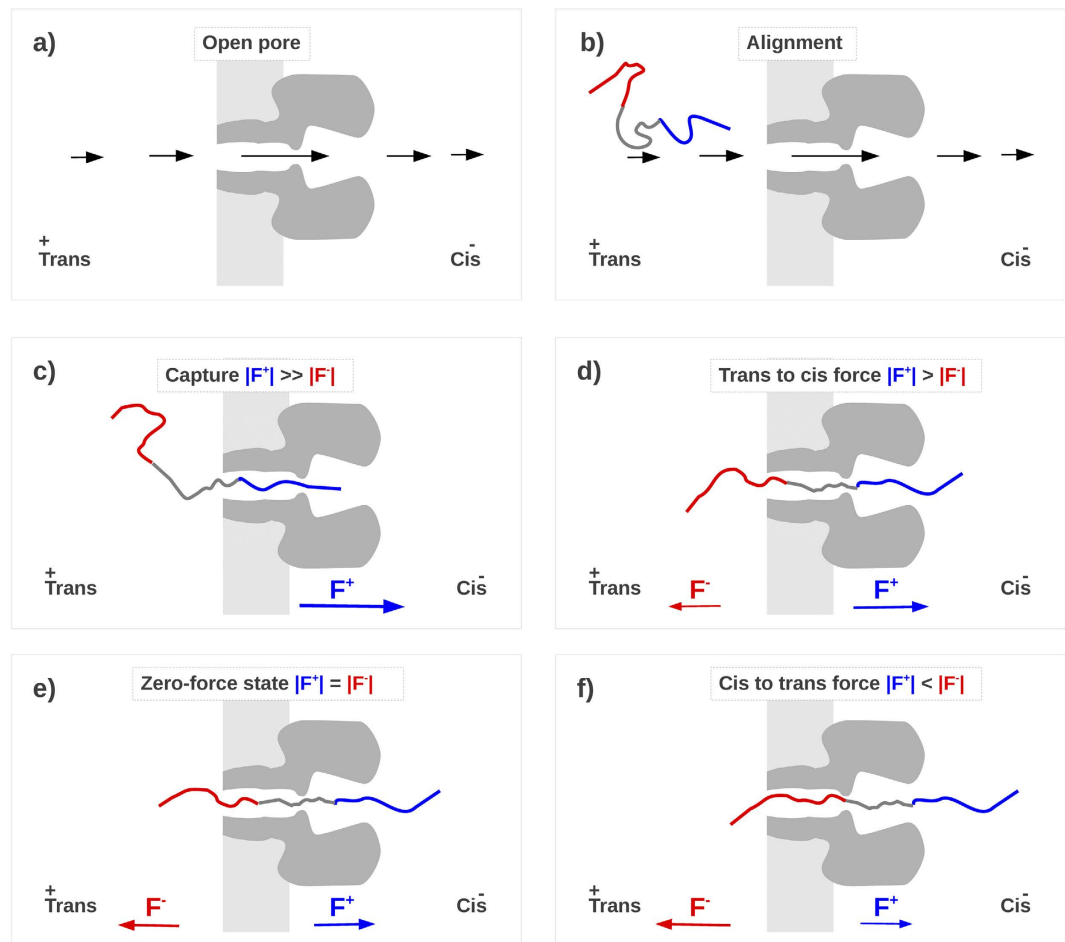 a)
Open pore
+
Trans
-
Cis
b)
Alignment
+
Trans
-
Cis
c)
Capture |F⁺| >> |F⁻|
+
Trans
F⁺
-
Cis
d)
Trans to cis force |F⁺| > |F⁻|
+
Trans
F⁻
F⁺
-
Cis
e)
Zero-force state |F⁺| = |F⁻|
+
Trans
F⁻
F⁺
-
Cis
f)
Cis to trans force |F⁺| < |F⁻|
+
Trans
F⁻
F⁺
-
Cis